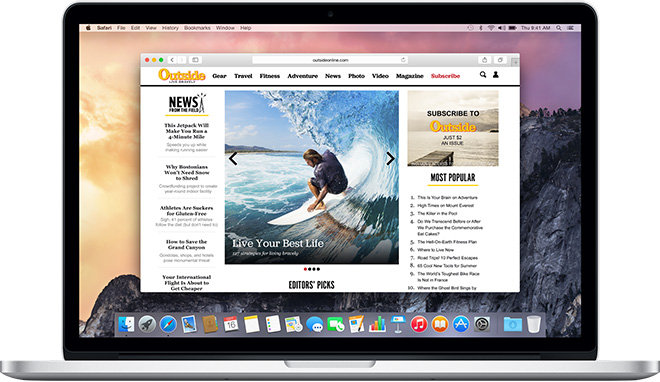 Safari File Edit View History Bookmarks Window Help
Thu 9:41 AM
outsideonline.com
Outside
LIVE BRAVELY
Gear Travel Fitness Adventure News Photo Video Magazine Subscribe
NEWS
FROM THE FIELD
This Jetpack Will
Make You Run a
4-Minute Mile
Speeds you up while
making running easier
Why Bostonians
Won't Need Snow
to Shred
Crowdfunding project to create
year-round indoor facility
Athletes Are Suckers
for Gluten-Free
Sigh: 41 percent of athletes
follow the diet (but don't need to)
How to Save the
Grand Canyon
Gondolas, shops, and hotels
pose monumental threat
Your International
Flight Is About to
Get Cheaper
Live Your Best Life
127 strategies for living bravely
EDITORS' PICKS
SUBSCRIBE TO
Outside
JUST $2
AN ISSUE
MOST POPULAR
1. This Is Your Brain on Adventure
2. High Times on Mount Everest
3. The Killer in the Pool
4. Do We Transcend Before or After
We Purchase the Commemorative
Eat Cakes?
5. The Hell-On-Earth Fitness Plan
6. Where to Live Now
7. Road Trips! 10 Perfect Escapes
8. 65 Cool New Tools for Summer
9. The World's Toughest Bike Race
Is Not in France
10. Where the Ghost Bird Sings by
16